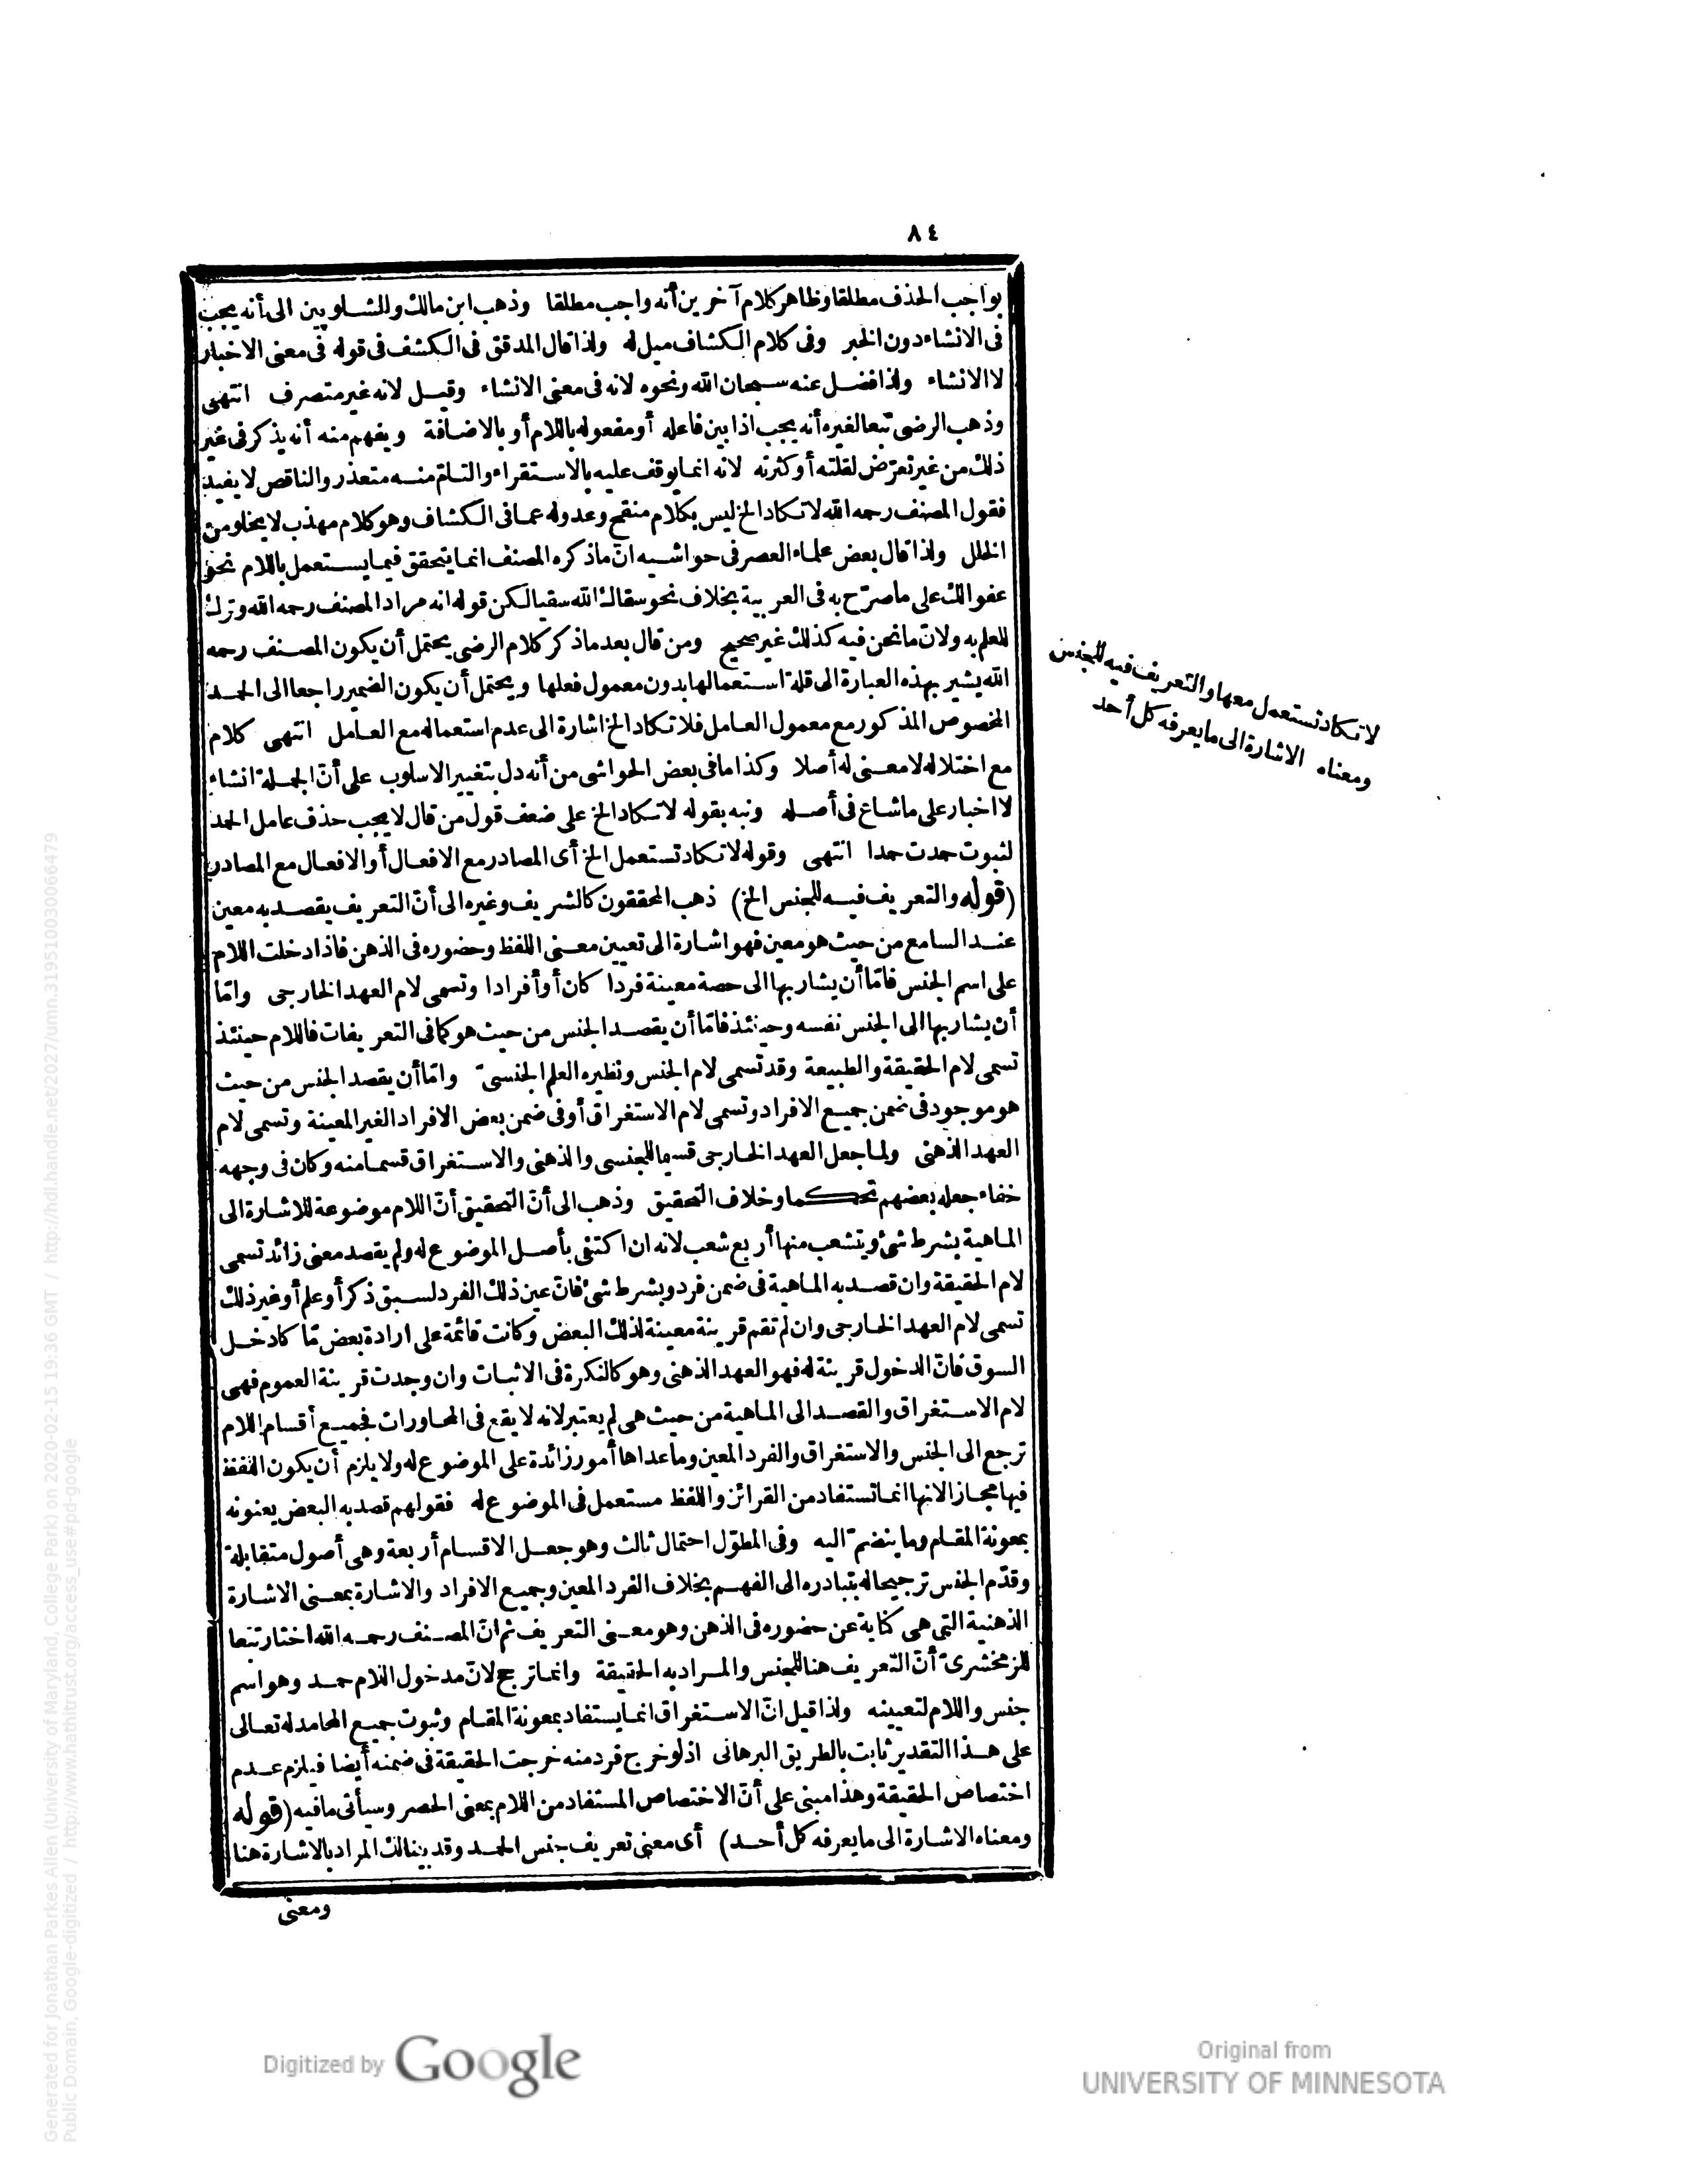 ٨٤
بواجب الحذف مطلقا وظاهر كلام آخرين أنه واجب مطلقا وذهب ابن مالك والشلوبين الى أنه يجب
فى الانشاء دون الخبر وفى كلام الكشاف ميل له ولذا قال المدقق فى الكشف فى قوله فى معنى الاخبار
لا الانشاء ولذا فضل عنه سبحان الله ونحوه لانه فى معنى الانشاء وقيل لانه غير متصرف انتهى
وذهب الرضى تبعا لغيره أنه يجب اذا بين فاعله أو مفعوله باللام أو بالاضافة ويفهم منه أنه يذكر فى غير
ذلك من غير تعرّض لقلته أو كثرته لانه انما يوقف عليه بالاستقراء والتامّ منه متعذر والناقص لا يفيد
فقول المصنف رحمه الله لا تكاد الخ ليس بكلام منقح وعدوله عما فى الكشاف وهو كلام مهذب لا يخلو من
الخلل ولذا قال بعض علماء العصر فى حواشيه انّ ما ذكره المصنف انما يتحقق فيما يستعمل باللام نحو
عفوا لك على ما صرّح به فى العربية بخلاف نحو سقاك الله سقيا لكن قوله انه مراد المصنف رحمه الله وترك
للعلم به ولانّ ما نحن فيه كذلك غير صحيح ومن قال بعد ما ذكر كلام الرضى يحتمل أن يكون المصنف رحمه
الله يشير بهذه العبارة الى قلة استعمالها بدون معمول فعلها ويحتمل أن يكون الضمير راجعا الى الحمد
المخصوص المذكور مع معمول العامل فلا تكاد الخ اشارة الى عدم استعماله مع العامل انتهى كلام
مع اختلاله لا معنى له أصلا وكذا ما فى بعض الحواشى من أنه دل بتغيير الاسلوب على أنّ الجملة انشاء
لا اخبار على ما شاع فى أصله ونبه بقوله لا تكاد الخ على ضعف قول من قال لا يجب حذف عامل الحمد
لثبوت حمدت حمدا انتهى وقوله لا تكاد تستعمل الخ أى المصادر مع الافعال أو الافعال مع المصادر
(قوله والتعريف فيه للجنس الخ) ذهب المحققون كالشريف وغيره الى أنّ التعريف يقصد به معين
عند السامع من حيث هو معين فهو اشارة الى تعيين معنى اللفظ وحضوره فى الذهن فاذا دخلت اللام
على اسم الجنس فامّا أن يشار بها الى حصة معينة فردا كان أو أفرادا وتسمى لام العهد الخارجى وامّا
أن يشار بها الى الجنس نفسه وحينئذ فامّا أن يقصد الجنس من حيث هو كما فى التعريفات فاللام حينئذ
تسمى لام الحقيقة والطبيعة وقد تسمى لام الجنس ونظيره العلم الجنسىّ وامّا أن يقصد الجنس من حيث
هو موجود فى ضمن جميع الافراد وتسمى لام الاستغراق أو فى ضمن بعض الافراد الغير المعينة وتسمى لام
العهد الذهنى ولما جعل العهد الخارجى قسيما للجنسى والذهنى والاستغراق قسما منه وكان فى وجهه
خفاء جعله بعضهم تحكما وخلاف التحقيق وذهب الى أنّ التحقيق أنّ اللام موضوعة للاشارة الى
الماهية بشرط شئ ويتشعب منها أربع شعب لانه ان اكتفى بأصل الموضوع له ولم يقصد معنى زائد تسمى
لام الحقيقة وان قصد به الماهية فى ضمن فرد وبشرط شئ فان عين ذلك الفرد لسبق ذكر أو علم أو غير ذلك
تسمى لام العهد الخارجى وان لم تقم قرينة معينة لذلك البعض وكانت قائمة على ارادة بعض مّا كادخل
السوق فانّ الدخول قرينة له فهو العهد الذهنى وهو كالنكرة فى الاثبات وان وجدت قرينة العموم فهى
لام الاستغراق والقصد الى الماهية من حيث هى لم يعتبر لانه لا يقع فى المحاورات فجميع أقسام اللام
ترجع الى الجنس والاستغراق والفرد المعين وما عداها أمور زائدة على الموضوع له ولا يلزم أن يكون اللفظ
فيها مجازا لانها انما تستفاد من القرائن واللفظ مستعمل فى الموضوع له فقولهم قصد به البعض يعنونه
بمعونة المقام وما ينضمّ اليه وفى المطوّل احتمال ثالث وهو جعل الاقسام أربعة وهى أصول متقابلة
وقدّم الجنس ترجيحا له بتبادره الى الفهم بخلاف الفرد المعين وجميع الافراد والاشارة بمعنى الاشارة
الذهنية التى هى كناية عن حضوره فى الذهن وهو معنى التعريف ثم انّ المصنف رحمه الله اختار تبعا
للزمخشرىّ أنّ التعريف هنا للجنس والمراد به الحقيقة وانما ترجح لانّ مدخول اللام حمد وهو اسم
جنس واللام لتعيينه ولذا قيل انّ الاستغراق انما يستفاد بمعونة المقام وثبوت جميع المحامد له تعالى
على هذا التقدير ثابت بالطريق البرهانى اذ لو خرج فرد منه خرجت الحقيقة فى ضمنه أيضا فيلزم عدم
اختصاص الحقيقة وهذا مبنى على أنّ الاختصاص المستفاد من اللام بمعنى الحصر وسيأتى ما فيه (قوله
ومعناه الاشارة الى ما يعرفه كل أحد) أى معنى تعريف جنس الحمد وقد بينا لك المراد بالاشارة هنا
ومعنى
لا تكاد تستعمل معها والتعريف فيه للجنس
ومعناه الاشارة الى ما يعرفه كل أحد
Generated for Jonathan Parkes Allen (University of Maryland, College Park) on 2020-02-15 19:36 GMT / http://hdl.handle.net/2027/umn.319510030066479
Public Domain, Google-digitized / http://www.hathitrust.org/access_use#pd-google
Digitized by Google
Original from
UNIVERSITY OF MINNESOTA